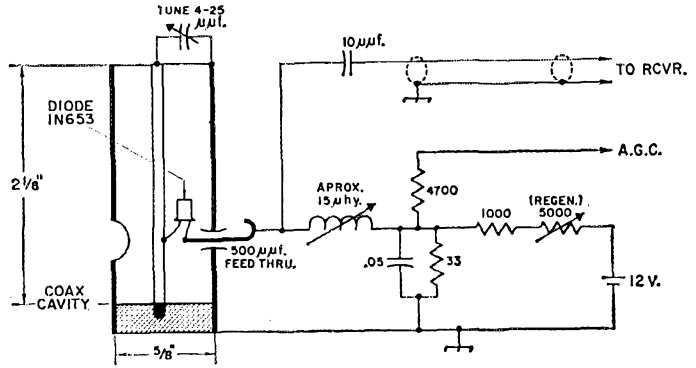 TUNE 4-25
μμf.
10μμf.
TO RCVR.
DIODE
IN653
A.G.C.
2 1/8"
APROX.
15μhy.
4700
(REGEN.)
1000
5000
500μμf.
FEED THRU.
.05
33
12 V.
COAX
CAVITY
5/8"